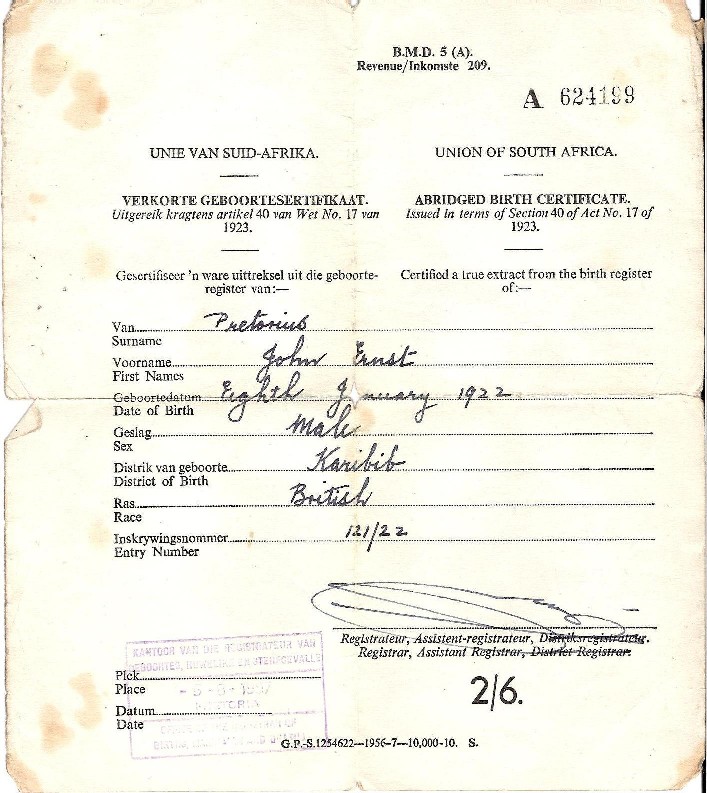 B.M.D. 5 (A).
Revenue/Inkomste 209.
A 624199
UNIE VAN SUID-AFRIKA.
VERKORTE GEBOORTESERTIFIKAAT.
Uitgereik kragtens artikel 40 van Wet No. 17 van
1923.
Gesertifiseer 'n ware uittreksel uit die geboorte-
register van:—
UNION OF SOUTH AFRICA.
ABRIDGED BIRTH CERTIFICATE.
Issued in terms of Section 40 of Act No. 17 of
1923.
Certified a true extract from the birth register
of:—
Van Pretorius
Surname
Voorname John Ernst
First Names
Geboortedatum Eighth January 1922
Date of Birth
Geslag Male
Sex
Distrik van geboorte Karibib
District of Birth
Ras British
Race
Inskrywingsnommer 121/22
Entry Number
Registrateur, Assistent-registrateur, Distriksregistrateur.
Registrar, Assistant Registrar, District Registrar.
KANTOOR VAN DIE REGISTRATEUR VAN
GEBOORTES, HUWELIKE EN STERFGEVALLE
Plek
Place
PRETORIA
Datum
Date
2/6.
G.P.-S.1254622—1956-7—10,000-10. S.